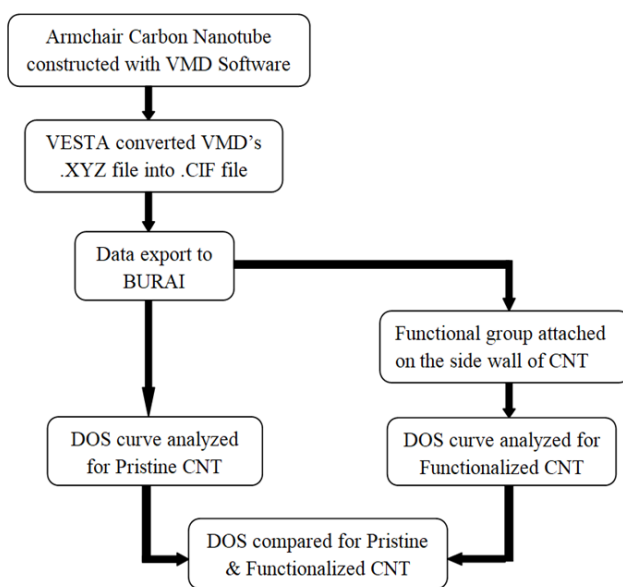 Armchair Carbon Nanotube
constructed with VMD Software
VESTA converted VMD's
.XYZ file into .CIF file
Data export to
BURAI
Functional group attached
on the side wall of CNT
DOS curve analyzed
for Pristine CNT
DOS curve analyzed for
Functionalized CNT
DOS compared for Pristine
& Functionalized CNT